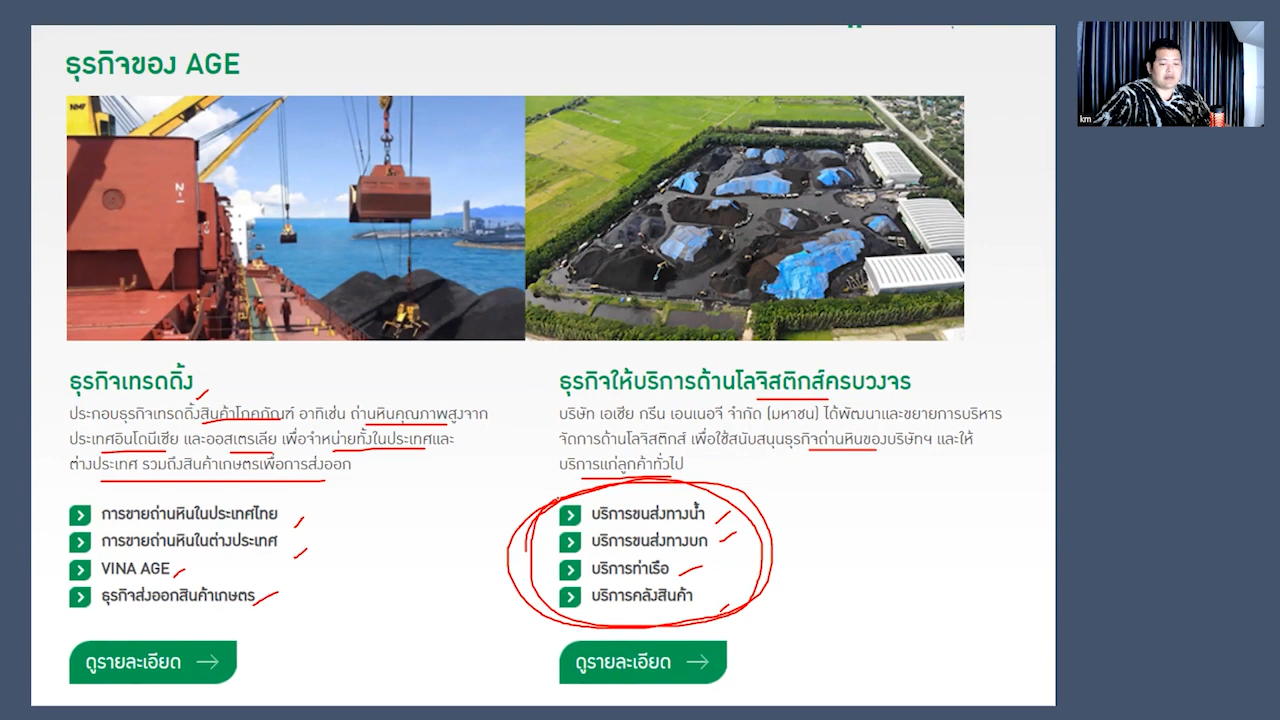 ธุรกิจของ AGE
NMF
N-1
km
ธุรกิจเทรดดิ้ง
ประกอบธุรกิจเทรดดิ้งสินค้าโภคภัณฑ์ อาทิเช่น ถ่านหินคุณภาพสูงจาก
ประเทศอินโดนีเซีย และออสเตรเลีย เพื่อจำหน่ายทั้งในประเทศและ
ต่างประเทศ รวมถึงสินค้าเกษตรเพื่อการส่งออก
การขายถ่านหินในประเทศไทย
การขายถ่านหินในต่างประเทศ
VINA AGE
ธุรกิจส่งออกสินค้าเกษตร
ดูรายละเอียด
ธุรกิจให้บริการด้านโลจิสติกส์ครบวงจร
บริษัท เอเชีย กรีน เอนเนอจี จำกัด (มหาชน) ได้พัฒนาและขยายการบริหาร
จัดการด้านโลจิสติกส์ เพื่อใช้สนับสนุนธุรกิจถ่านหินของบริษัทฯ และให้
บริการแก่ลูกค้าทั่วไป
บริการขนส่งทางน้ำ
บริการขนส่งทางบก
บริการท่าเรือ
บริการคลังสินค้า
ดูรายละเอียด